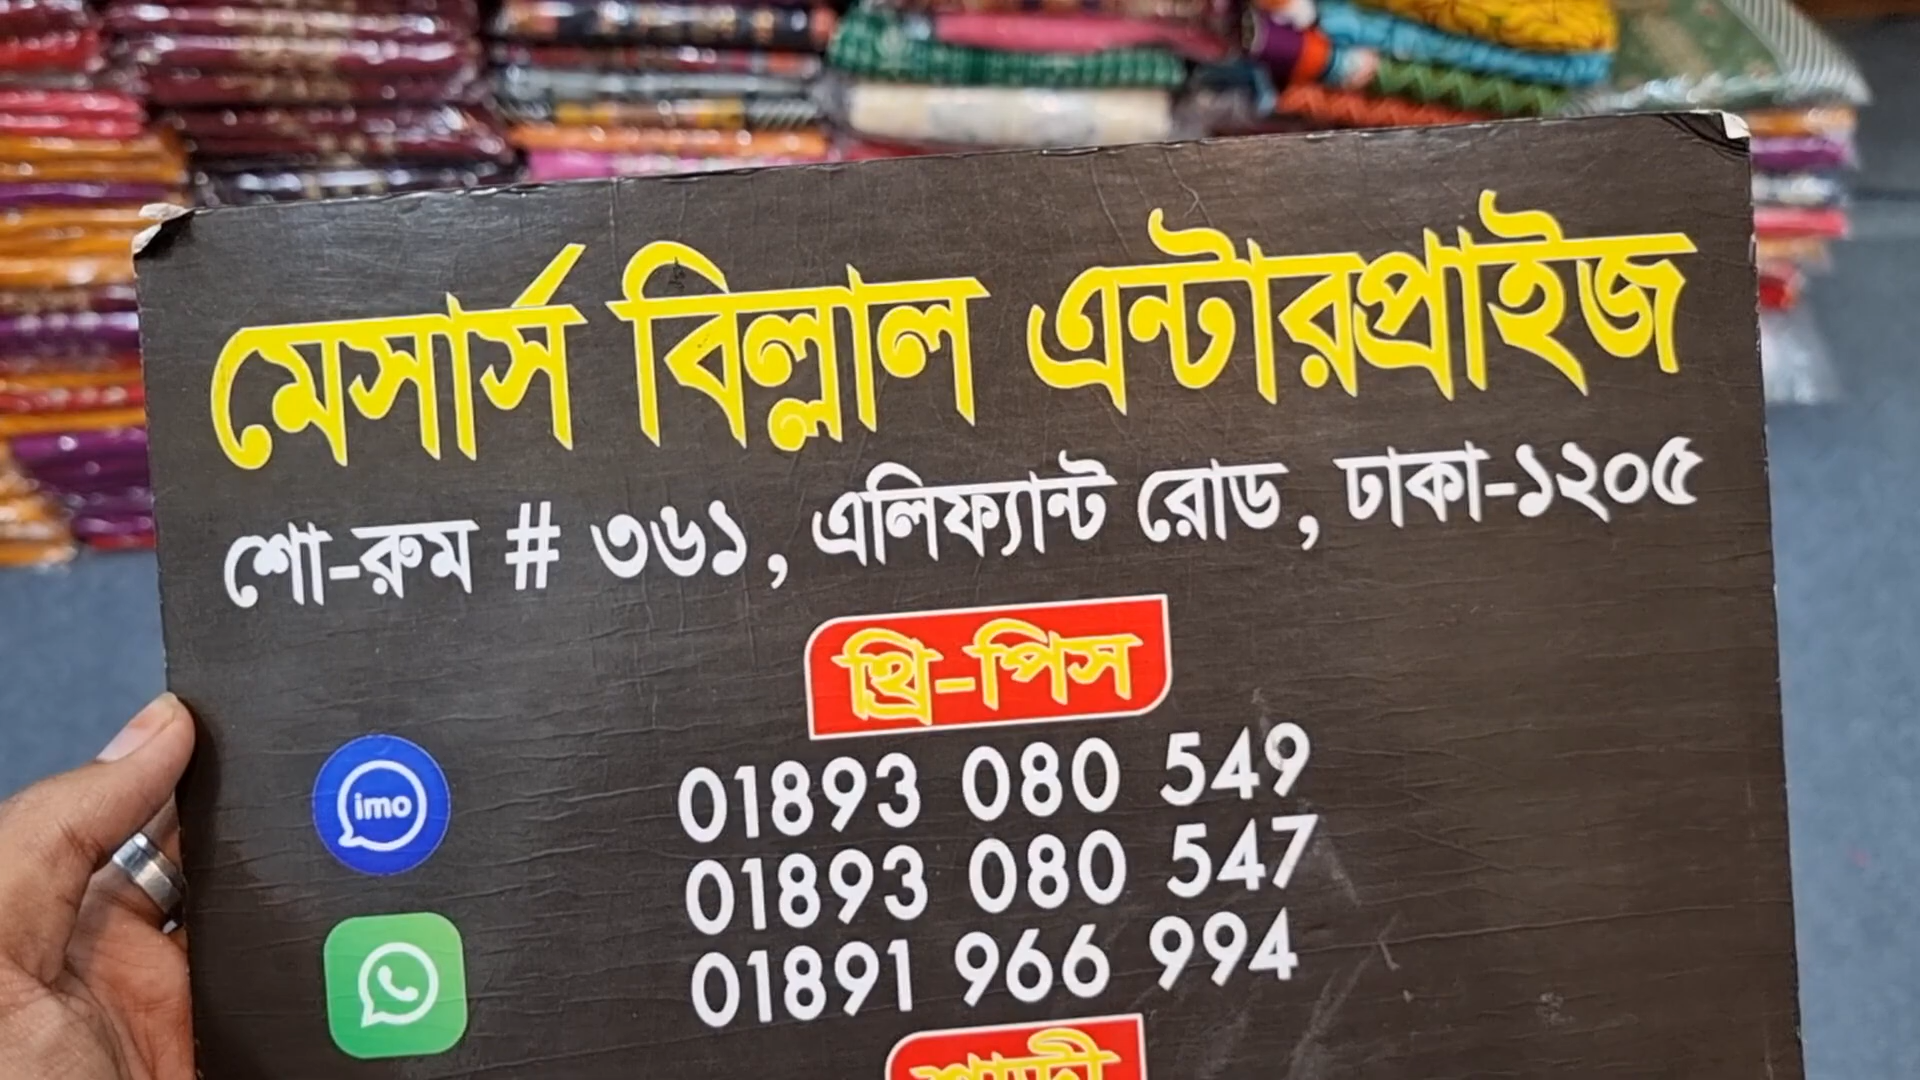 মেসার্স বিল্লাল এন্টারপ্রাইজ
শো-রুম # ৩৬১, এলিফ্যান্ট রোড, ঢাকা-১২০৫
থ্রি-পিস
imo
01893 080 549
01893 080 547
01891 966 994